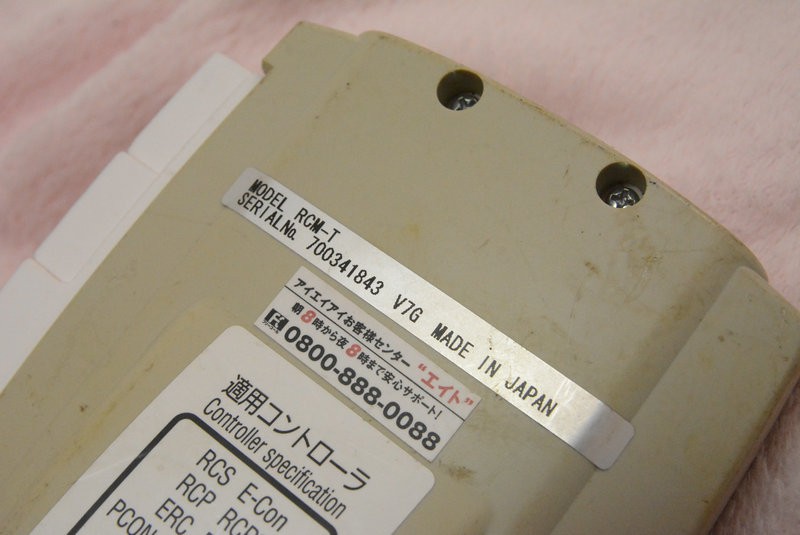 MODEL RCM-T
SERIALNo. 700341843 V7G MADE IN JAPAN
アイエイアイお客様センター "エイト"
朝8時から夜8時まで安心サポート!
0800-888-0088
適用コントローラ
Controller specification
RCS E-Con
RCP RCP
ERC
PCON